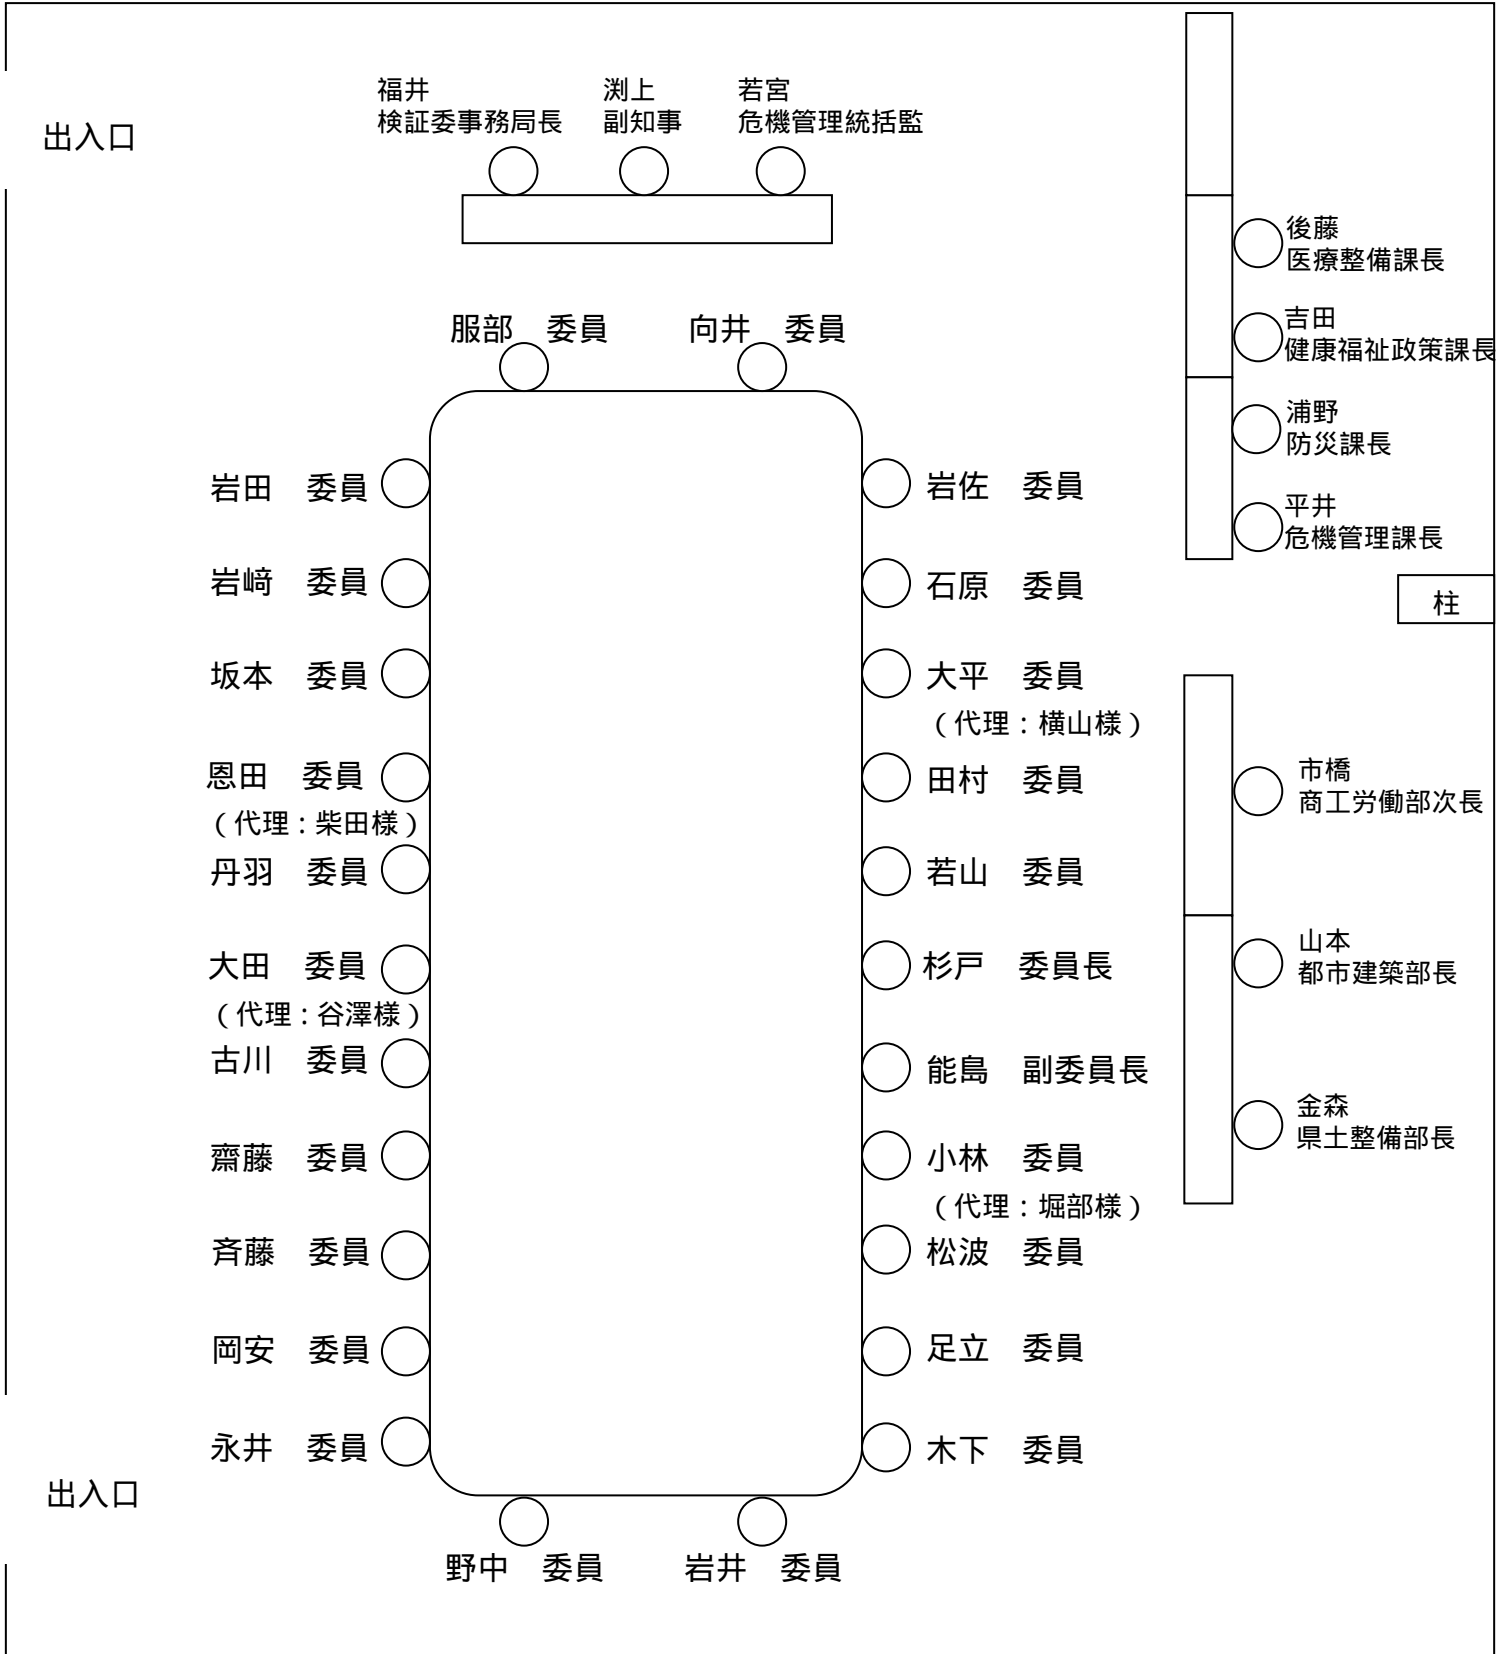 福井
検証委事務局長
渕上
副知事
若宮
危機管理統括監
出入口
後藤
医療整備課長
吉田
健康福祉政策課長
浦野
防災課長
平井
危機管理課長
柱
服部　委員
向井　委員
岩田　委員
岩佐　委員
岩﨑　委員
石原　委員
坂本　委員
大平　委員
（代理：横山様）
恩田　委員
（代理：柴田様）
田村　委員
市橋
商工労働部次長
丹羽　委員
若山　委員
大田　委員
（代理：谷澤様）
杉戸　委員長
山本
都市建築部長
古川　委員
能島　副委員長
金森
県土整備部長
齋藤　委員
小林　委員
（代理：堀部様）
斉藤　委員
松波　委員
岡安　委員
足立　委員
永井　委員
木下　委員
出入口
野中　委員
岩井　委員